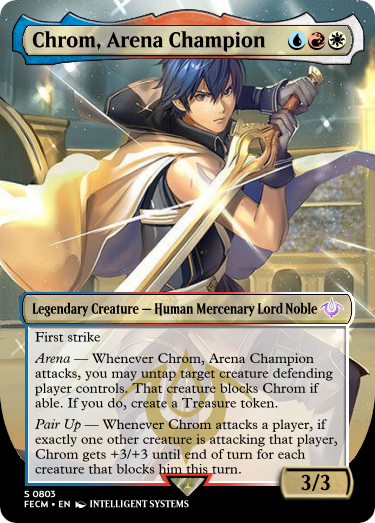 Chrom, Arena Champion
Legendary Creature — Human Mercenary Lord Noble
First strike
Arena — Whenever Chrom, Arena Champion
attacks, you may untap target creature defending
player controls. That creature blocks Chrom if
able. If you do, create a Treasure token.
Pair Up — Whenever Chrom attacks a player, if
exactly one other creature is attacking that player,
Chrom gets +3/+3 until end of turn for each
creature that blocks him this turn.
3/3
S 0803
FECM • EN INTELLIGENT SYSTEMS